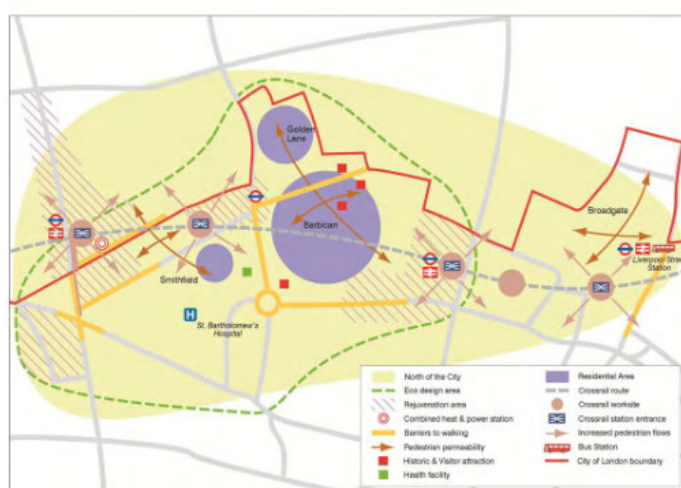 Golden
Lane
Broadgate
Barbican
Liverpool Street
Station
Smithfield
H
St. Bartholomew's
Hospital
North of the City
Eco design area
Rejuvenation area
Combined heat & power station
Barriers to walking
Pedestrian permeability
Historic & Visitor attraction
Health facility
Residential Area
Crossrail route
Crossrail worksite
Crossrail station entrance
Increased pedestrian flows
Bus Station
City of London boundary